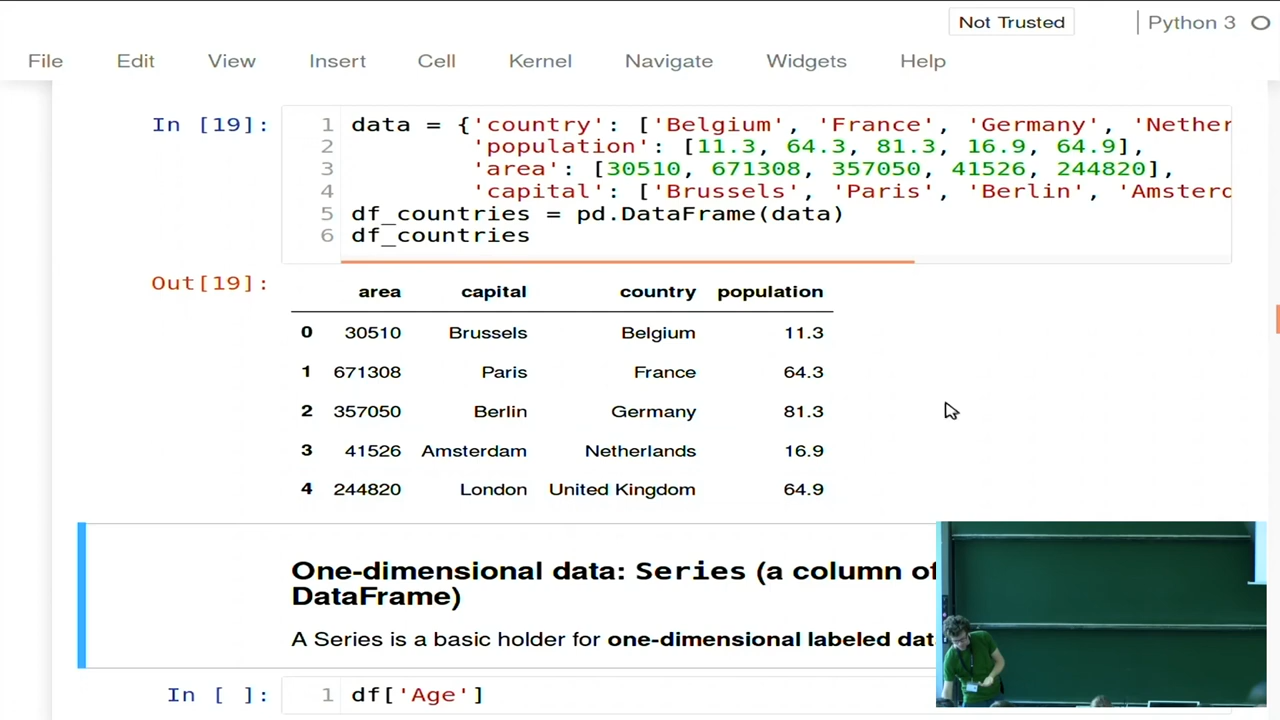 Not Trusted Python 3
File Edit View Insert Cell Kernel Navigate Widgets Help
In [19]: 1 data = {'country': ['Belgium', 'France', 'Germany', 'Nether
2 'population': [11.3, 64.3, 81.3, 16.9, 64.9],
3 'area': [30510, 671308, 357050, 41526, 244820],
4 'capital': ['Brussels', 'Paris', 'Berlin', 'Amsterd
5 df_countries = pd.DataFrame(data)
6 df_countries
Out[19]:
area capital country population
0 30510 Brussels Belgium 11.3
1 671308 Paris France 64.3
2 357050 Berlin Germany 81.3
3 41526 Amsterdam Netherlands 16.9
4 244820 London United Kingdom 64.9
One-dimensional data: Series (a column of
DataFrame)
A Series is a basic holder for one-dimensional labeled dat
In [ ]: 1 df['Age']